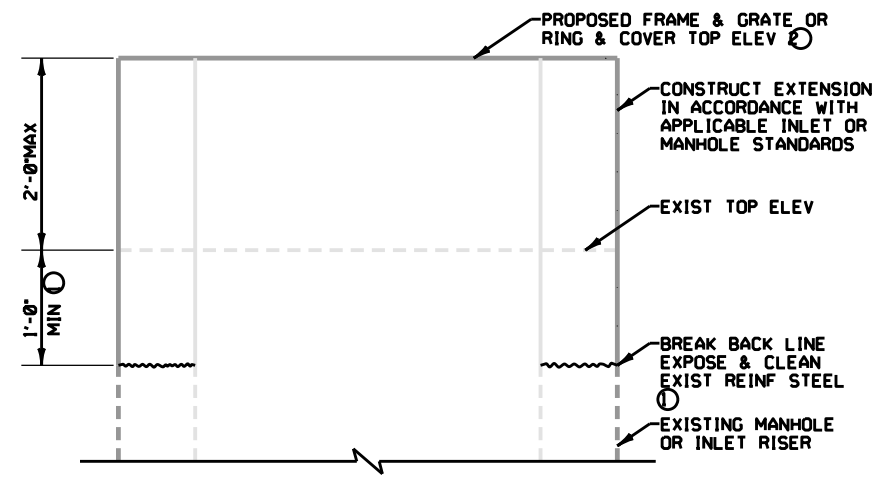 PROPOSED FRAME & GRATE OR
RING & COVER TOP ELEV 2
CONSTRUCT EXTENSION
IN ACCORDANCE WITH
APPLICABLE INLET OR
MANHOLE STANDARDS
2'-0"MAX
EXIST TOP ELEV
1'-0"
MIN 1
BREAK BACK LINE
EXPOSE & CLEAN
EXIST REINF STEEL
1
EXISTING MANHOLE
OR INLET RISER